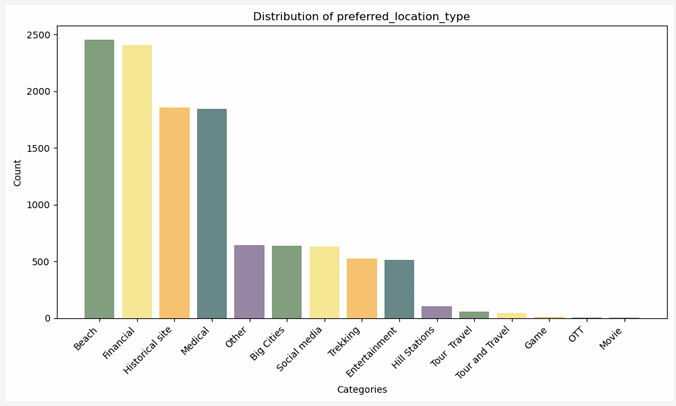 Distribution of preferred_location_type
2500
2000
1500
1000
500
0
Count
Beach
Financial
Historical site
Medical
Other
Big Cities
Social media
Trekking
Entertainment
Hill Stations
Tour  Travel
Tour and Travel
Game
OTT
Movie
Categories